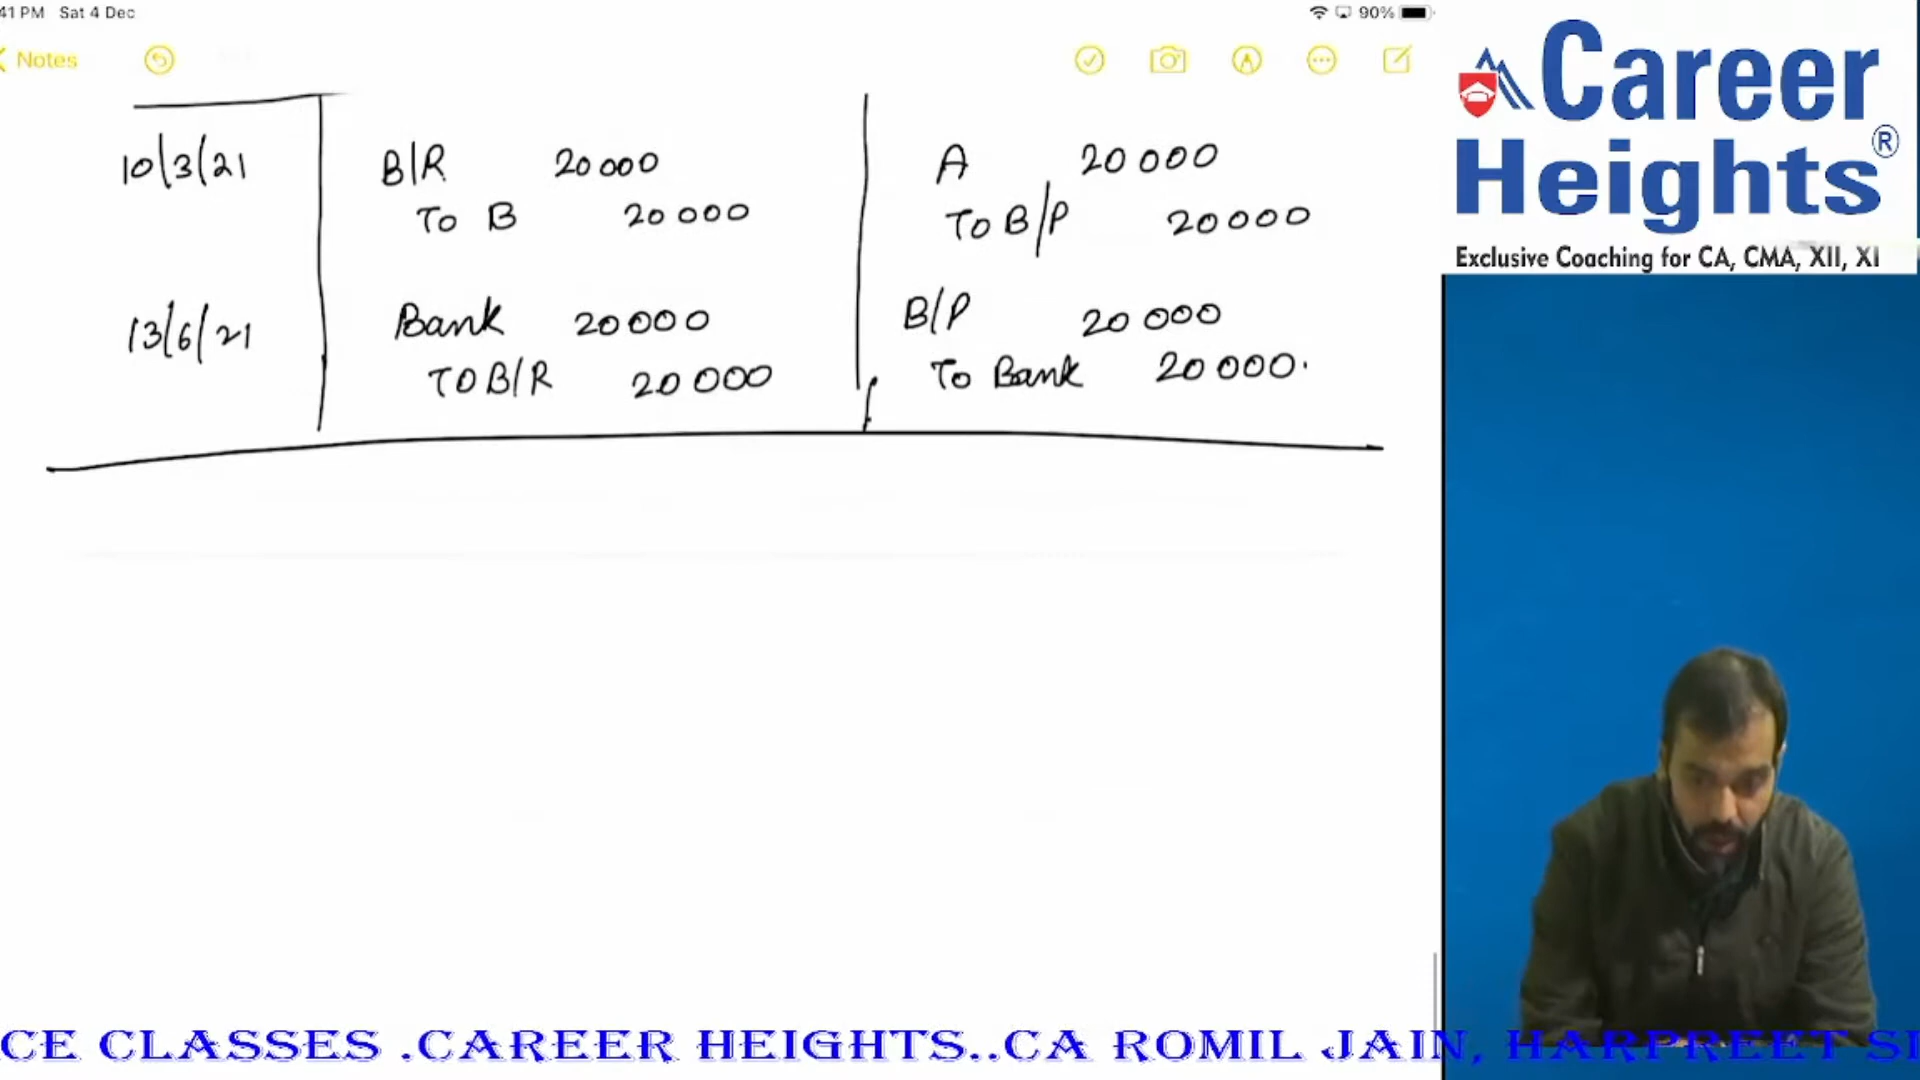 41 PM Sat 4 Dec
90%
Notes
Career
Heights®
Exclusive Coaching for CA, CMA, XII, XI
10/3/21 B/R 20000 A 20000
To B 20000 To B/P 20000
13/6/21 Bank 20000 B/P 20000
TO B/R 20000 To Bank 20000.
CE CLASSES .CAREER HEIGHTS..CA ROMIL JAIN, HARPREET SI